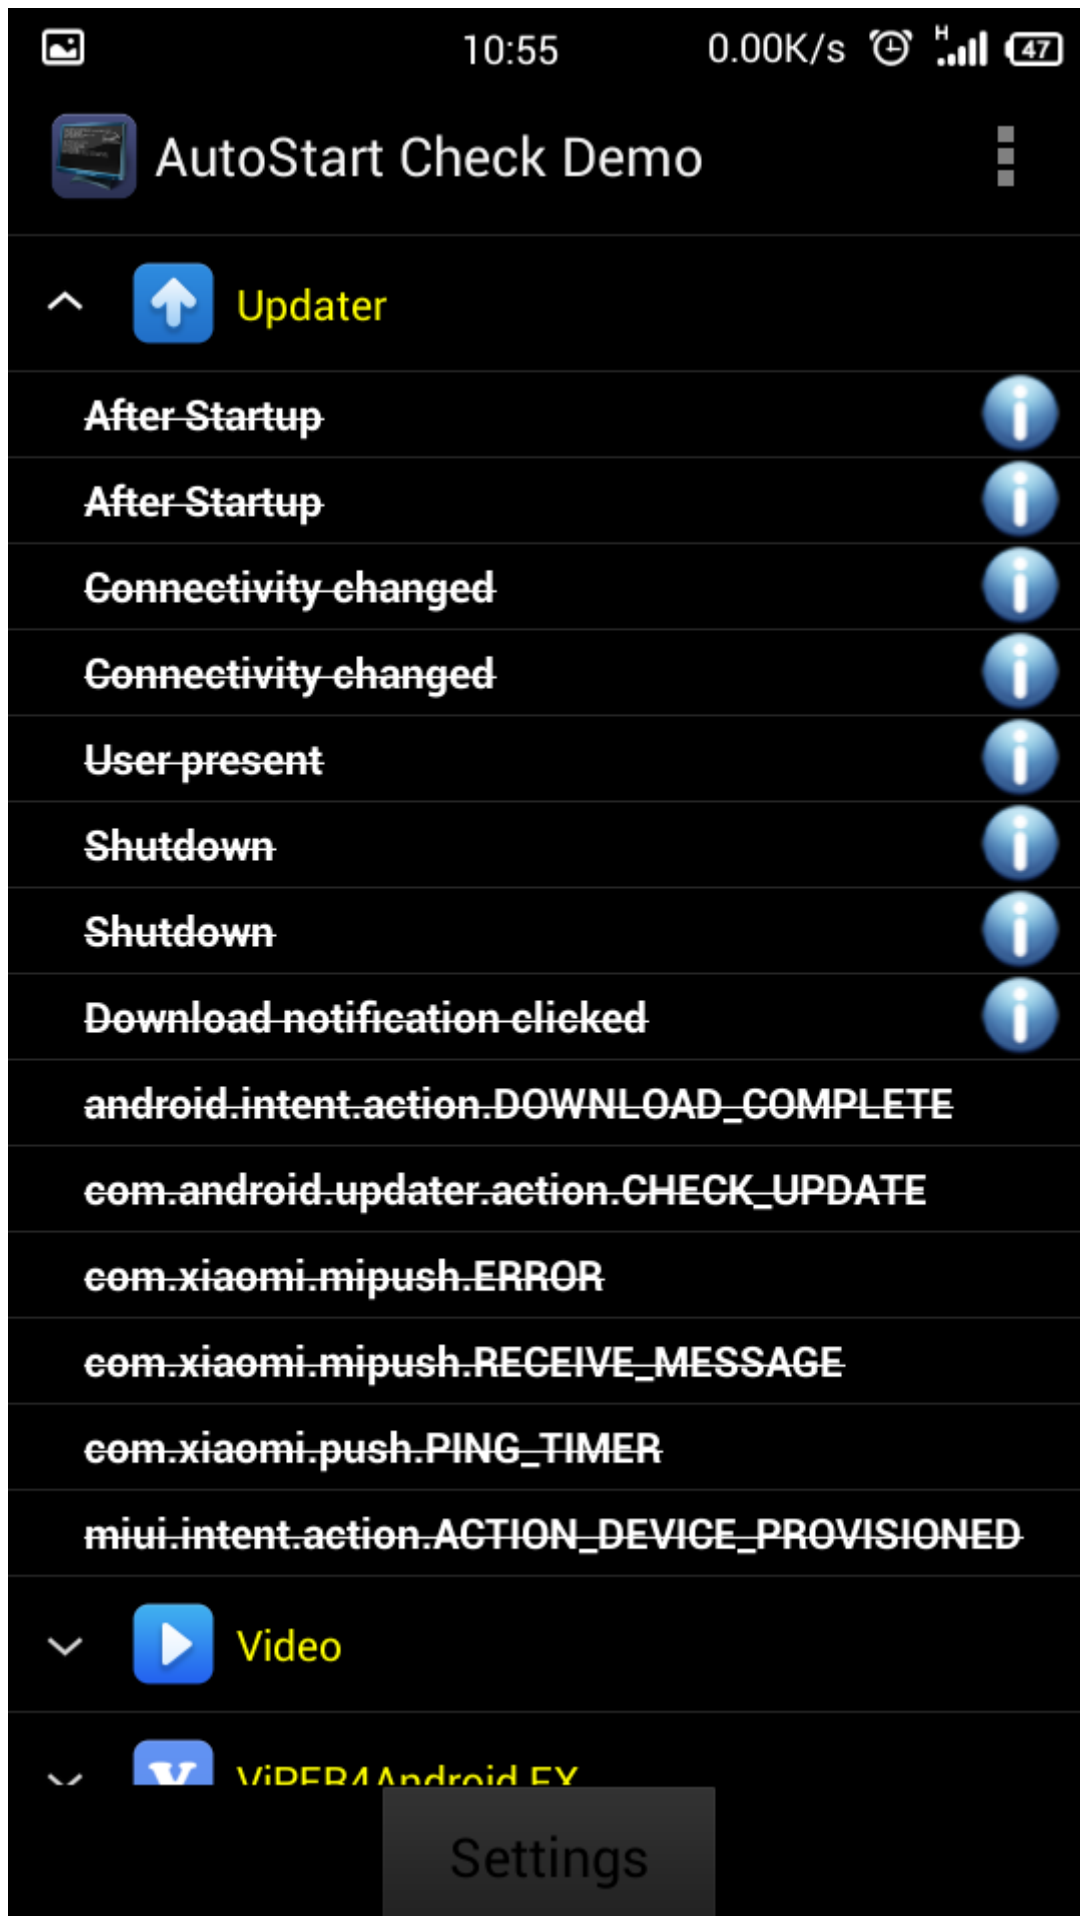 10:55 0.00K/s H 47
AutoStart Check Demo
Updater
After Startup
After Startup
Connectivity changed
Connectivity changed
User present
Shutdown
Shutdown
Download notification clicked
android.intent.action.DOWNLOAD_COMPLETE
com.android.updater.action.CHECK_UPDATE
com.xiaomi.mipush.ERROR
com.xiaomi.mipush.RECEIVE_MESSAGE
com.xiaomi.push.PING_TIMER
miui.intent.action.ACTION_DEVICE_PROVISIONED
Video
ViPER4Android FX
Settings